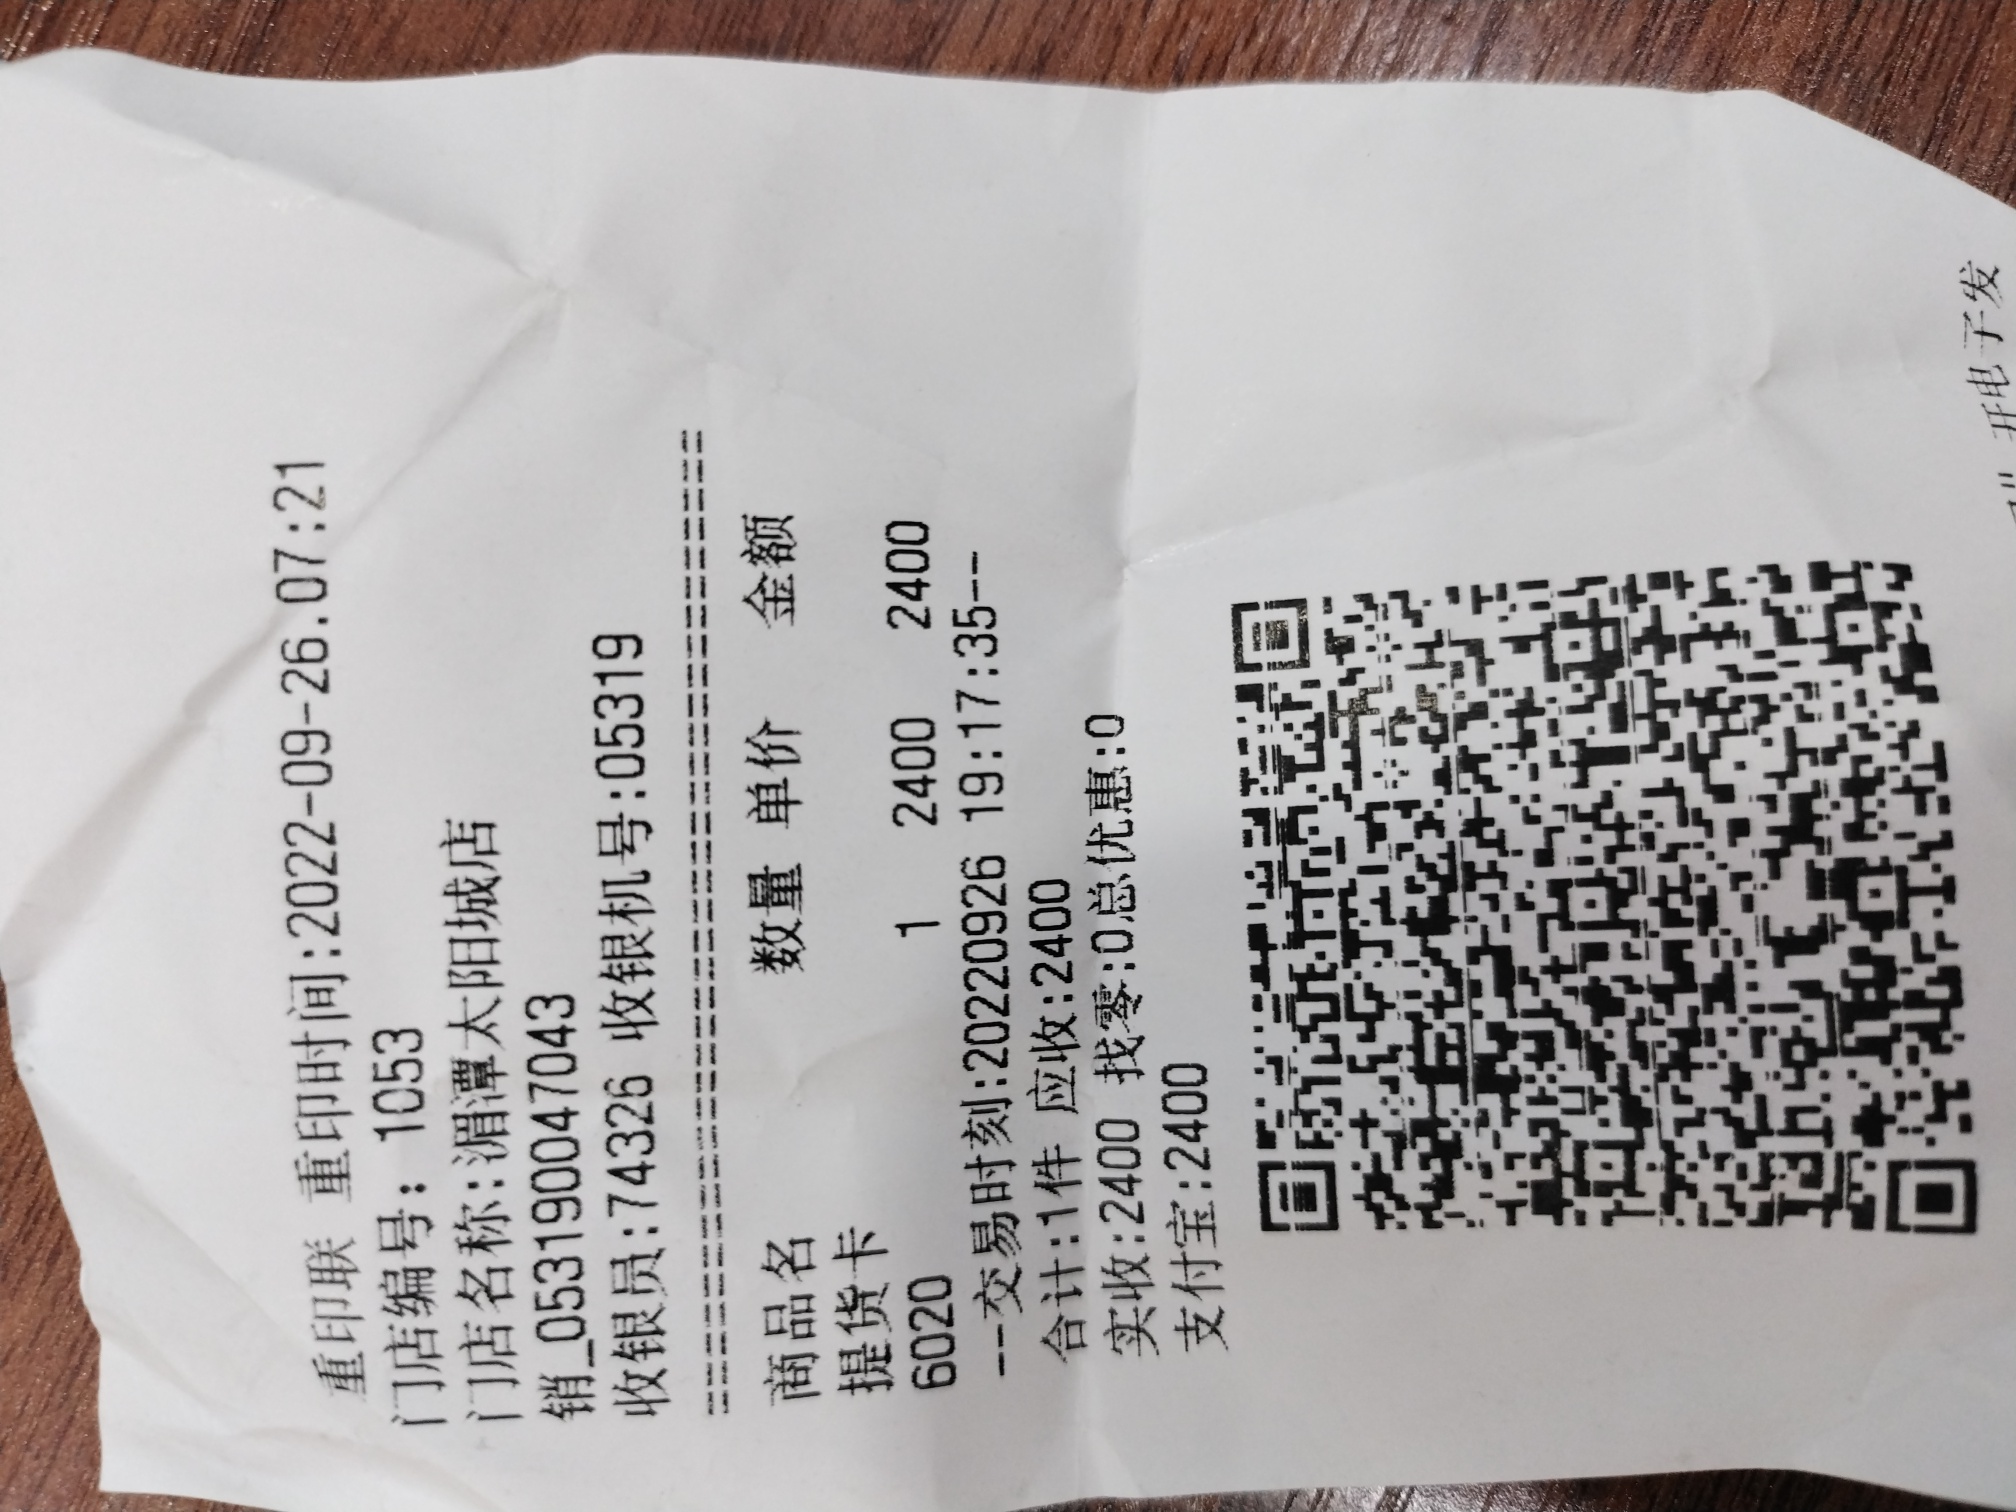 重印联 重印时间:2022-09-26.07:21
门店编号: 1053
门店名称:湄潭太阳城店
销_053190047043
收银员:74326 收银机号:05319
商品名 数量 单价 金额
提货卡
6020 1 2400 2400
--交易时刻:20220926 19:17:35--
合计:1件 应收:2400
实收:2400 找零:0总优惠:0
支付宝:2400
开电子发